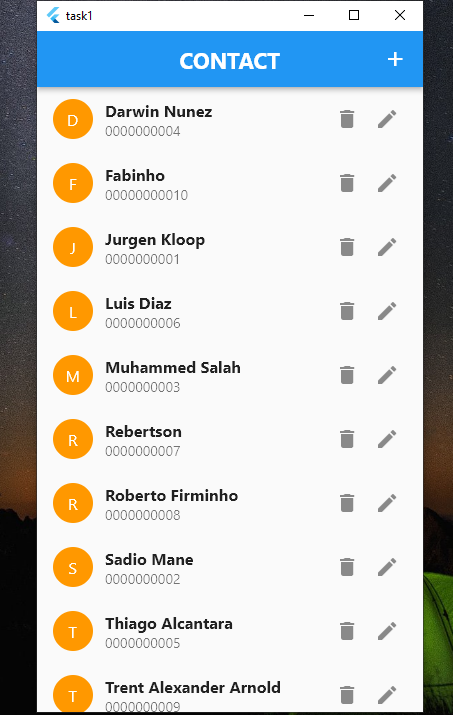 task1
CONTACT
D
Darwin Nunez
0000000004
F
Fabinho
00000000010
J
Jurgen Kloop
0000000001
L
Luis Diaz
0000000006
M
Muhammed Salah
0000000003
R
Rebertson
0000000007
R
Roberto Firminho
0000000008
S
Sadio Mane
0000000002
T
Thiago Alcantara
0000000005
T
Trent Alexander Arnold
0000000009